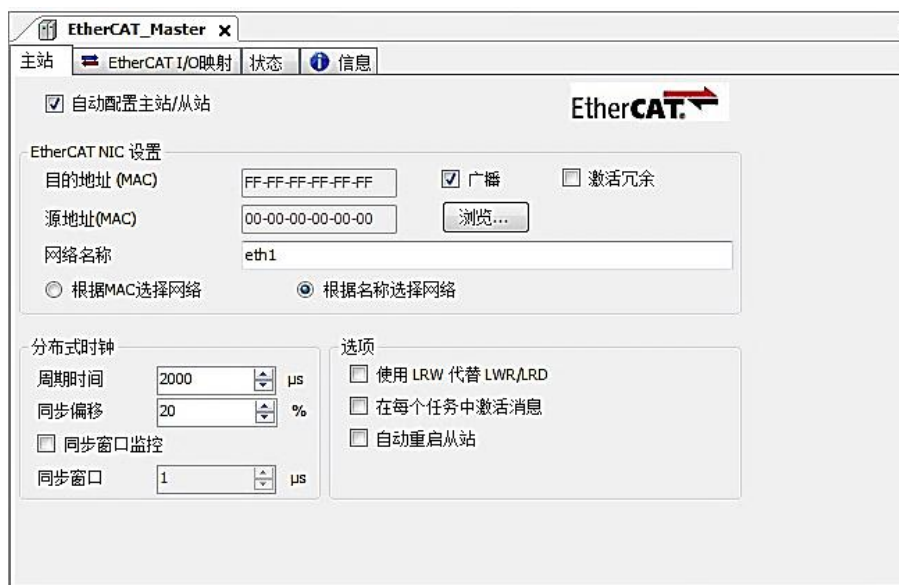 EtherCAT_Master x
主站 EtherCAT I/O映射 状态 信息
自动配置主站/从站
EtherCAT.
EtherCAT NIC 设置
目的地址 (MAC) FF-FF-FF-FF-FF-FF 广播 激活冗余
源地址(MAC) 00-00-00-00-00-00 浏览...
网络名称 eth1
根据MAC选择网络 根据名称选择网络
分布式时钟 选项
周期时间 2000 µs 使用 LRW 代替 LWR/LRD
同步偏移 20 % 在每个任务中激活消息
同步窗口监控 自动重启从站
同步窗口 1 µs